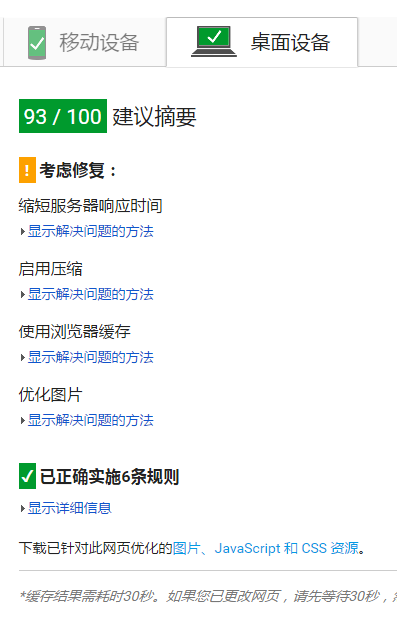 移动设备
桌面设备
93 / 100 建议摘要
! 考虑修复：
缩短服务器响应时间
显示解决问题的方法
启用压缩
显示解决问题的方法
使用浏览器缓存
显示解决问题的方法
优化图片
显示解决问题的方法
已正确实施6条规则
显示详细信息
下载已针对此网页优化的图片、JavaScript 和 CSS 资源。
*缓存结果需耗时30秒。如果您已更改网页，请先等待30秒，